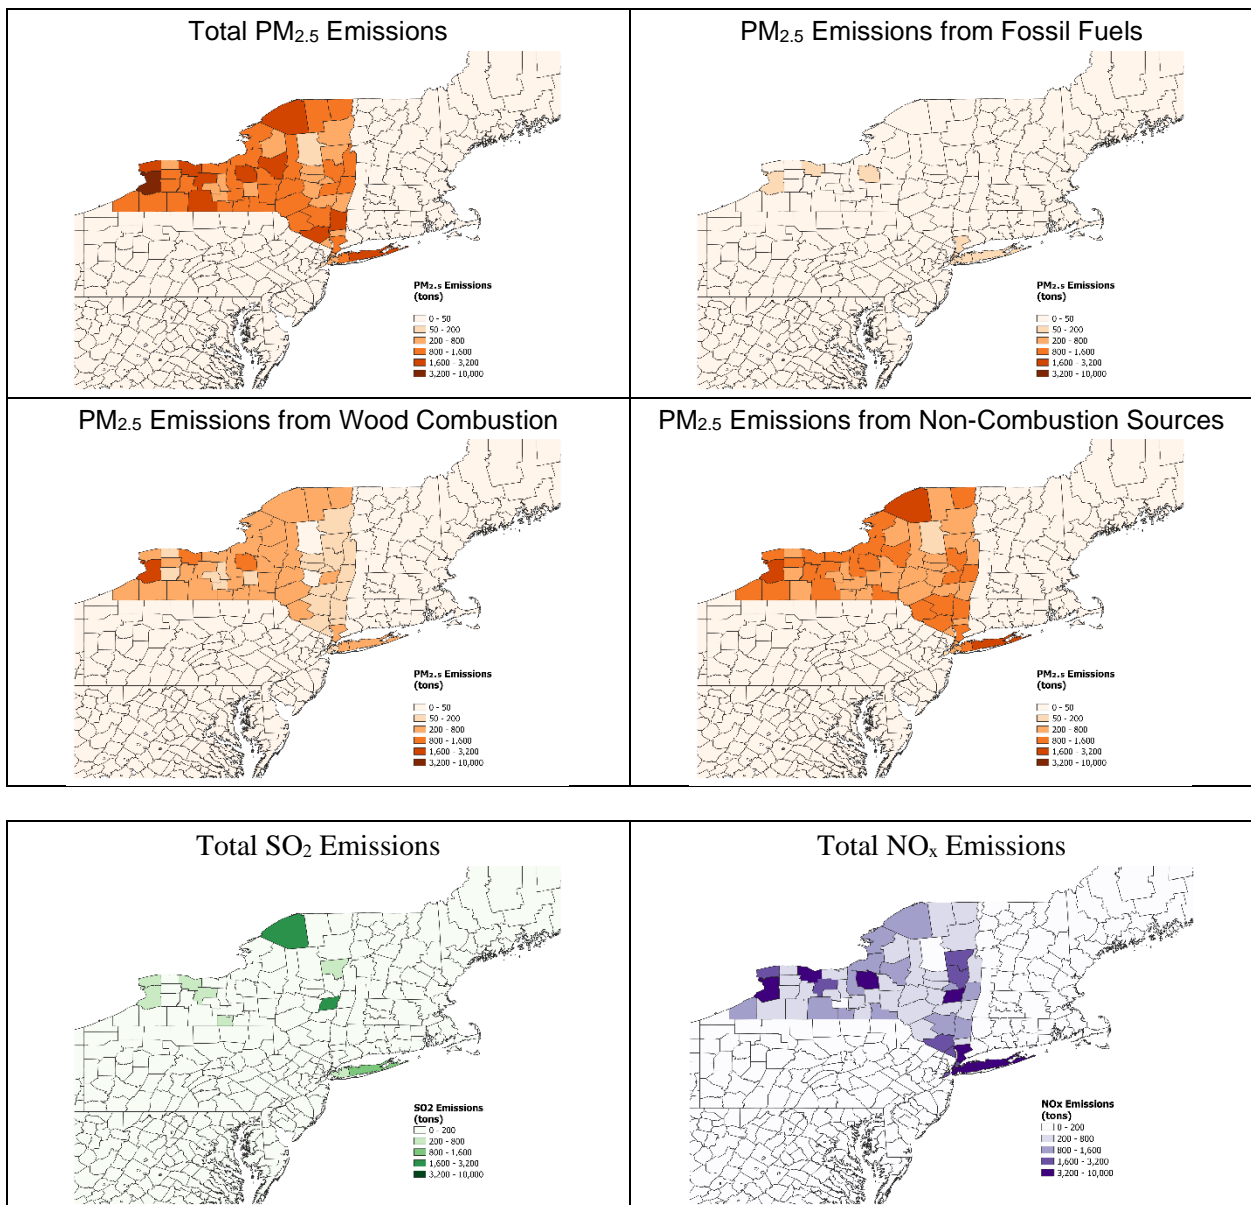 Total PM₂.₅ Emissions
PM₂.₅ Emissions
(tons)
0 - 50
50 - 200
200 - 800
800 - 1.600
1,600 - 3,200
3,200 - 10,000
PM₂.₅ Emissions from Fossil Fuels
PM₂.₅ Emissions
(tons)
0 - 50
50 - 200
200 - 800
800 - 1.600
1,600 - 3,200
3,200 - 10,000
PM₂.₅ Emissions from Wood Combustion
PM₂.₅ Emissions
(tons)
0 - 50
50 - 200
200 - 800
800 - 1.600
1,600 - 3,200
3,200 - 10,000
PM₂.₅ Emissions from Non-Combustion Sources
PM₂.₅ Emissions
(tons)
0 - 50
50 - 200
200 - 800
800 - 1.600
1,600 - 3,200
3,200 - 10,000
Total SO₂ Emissions
SO2 Emissions
(tons)
0 - 200
200 - 800
800 - 1,600
1,600 - 3,200
3,200 - 10,000
Total NOₓ Emissions
NOx Emissions
(tons)
0 - 200
200 - 800
800 - 1,600
1,600 - 3,200
3,200 - 10,000